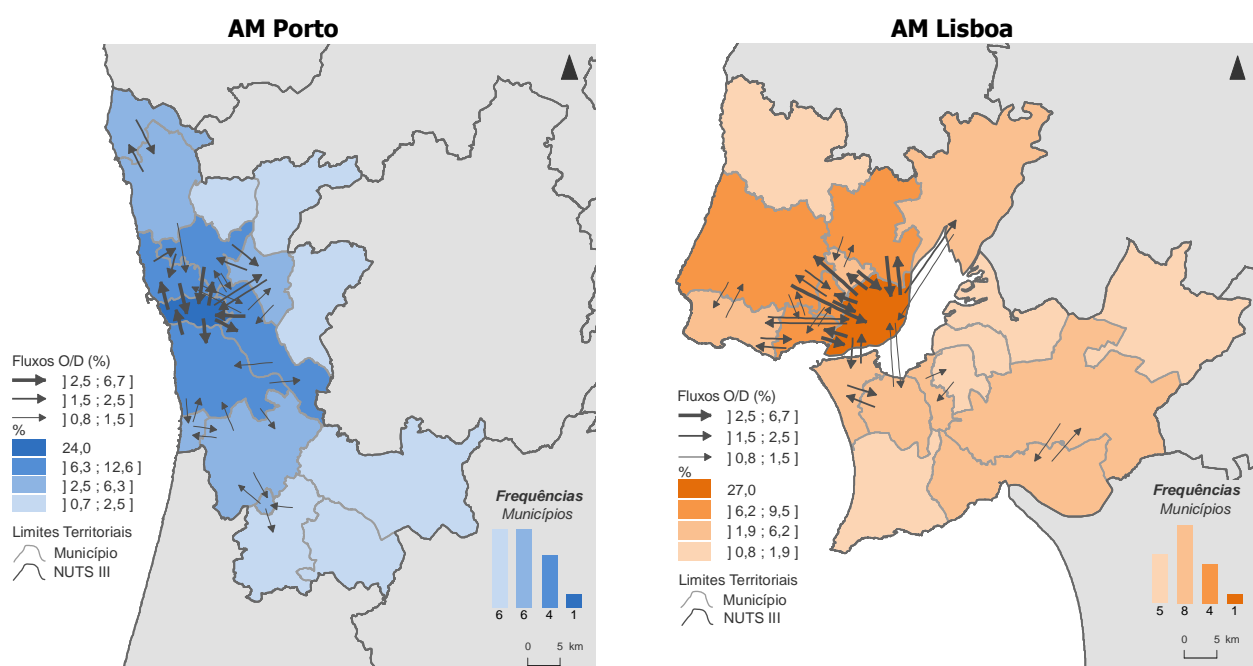 AM Porto
Fluxos O/D (%)
] 2,5 ; 6,7 ]
] 1,5 ; 2,5 ]
] 0,8 ; 1,5 ]
%
24,0
] 6,3 ; 12,6 ]
] 2,5 ; 6,3 ]
] 0,7 ; 2,5 ]
Limites Territoriais
Município
NUTS III
Frequências
Municípios
6 6 4 1
0 5 km
AM Lisboa
Fluxos O/D (%)
] 2,5 ; 6,7 ]
] 1,5 ; 2,5 ]
] 0,8 ; 1,5 ]
%
27,0
] 6,2 ; 9,5 ]
] 1,9 ; 6,2 ]
] 0,8 ; 1,9 ]
Limites Territoriais
Município
NUTS III
Frequências
Municípios
5 8 4 1
0 5 km